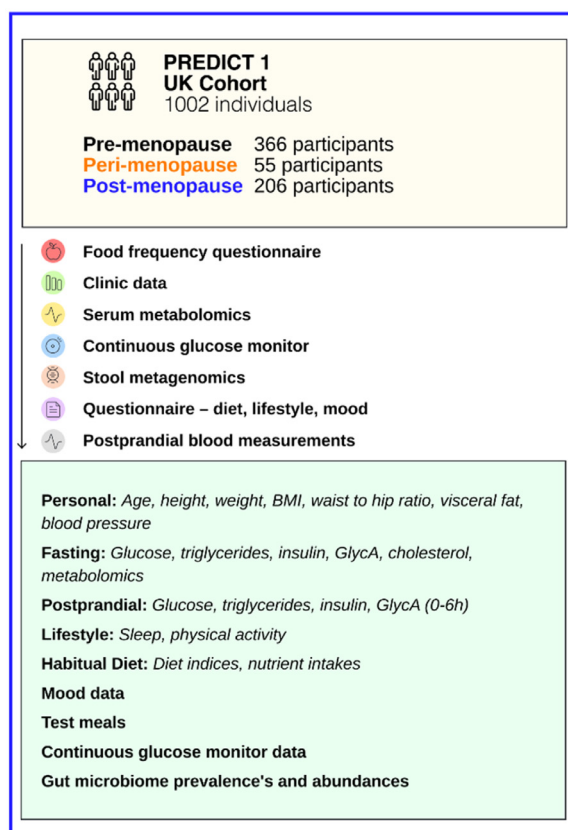 PREDICT 1
UK Cohort
1002 individuals
Pre-menopause 366 participants
Peri-menopause 55 participants
Post-menopause 206 participants
Food frequency questionnaire
Clinic data
Serum metabolomics
Continuous glucose monitor
Stool metagenomics
Questionnaire – diet, lifestyle, mood
Postprandial blood measurements
Personal: Age, height, weight, BMI, waist to hip ratio, visceral fat,
blood pressure
Fasting: Glucose, triglycerides, insulin, GlycA, cholesterol,
metabolomics
Postprandial: Glucose, triglycerides, insulin, GlycA (0-6h)
Lifestyle: Sleep, physical activity
Habitual Diet: Diet indices, nutrient intakes
Mood data
Test meals
Continuous glucose monitor data
Gut microbiome prevalence's and abundances